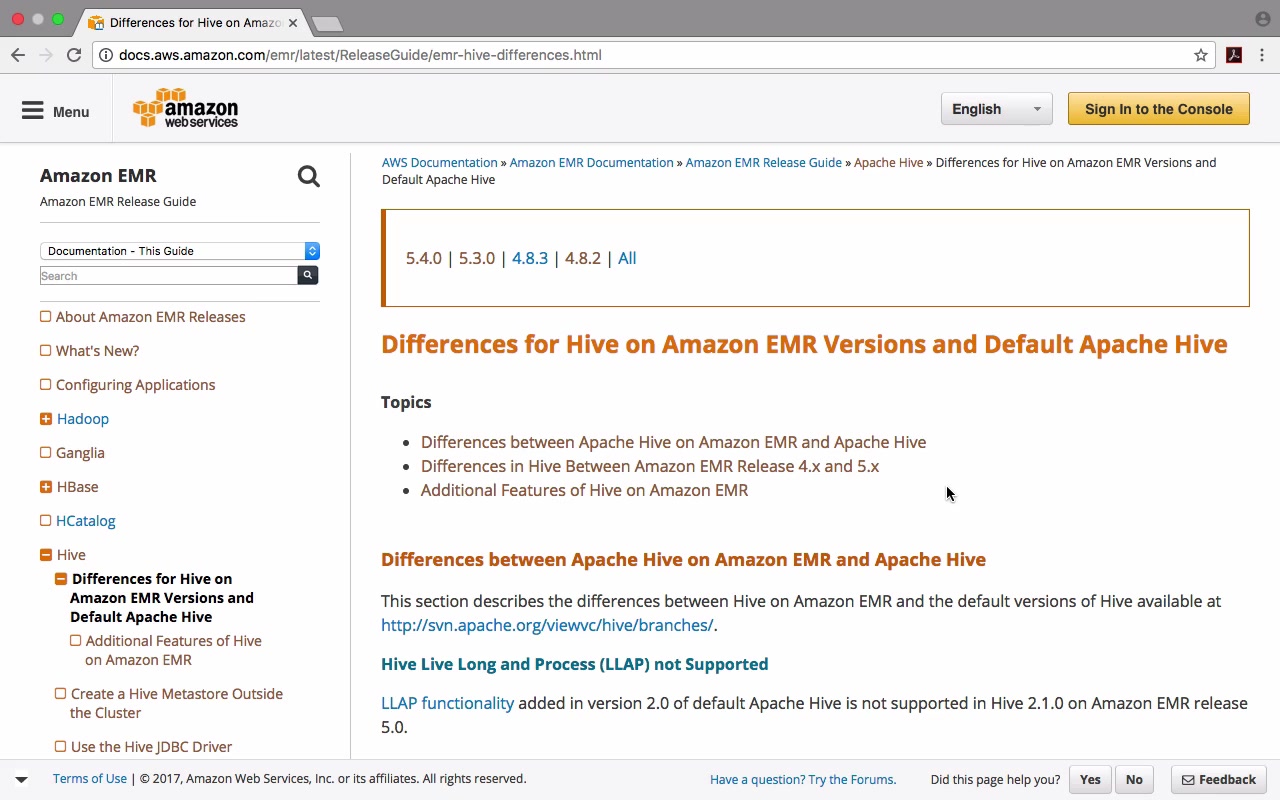 Differences for Hive on Amazo
docs.aws.amazon.com/emr/latest/ReleaseGuide/emr-hive-differences.html
Menu
amazon
web services
English
Sign In to the Console
Amazon EMR
Amazon EMR Release Guide
Documentation - This Guide
Search
About Amazon EMR Releases
What's New?
Configuring Applications
Hadoop
Ganglia
HBase
HCatalog
Hive
Differences for Hive on
Amazon EMR Versions and
Default Apache Hive
Additional Features of Hive
on Amazon EMR
Create a Hive Metastore Outside
the Cluster
Use the Hive JDBC Driver
AWS Documentation » Amazon EMR Documentation » Amazon EMR Release Guide » Apache Hive » Differences for Hive on Amazon EMR Versions and
Default Apache Hive
5.4.0 | 5.3.0 | 4.8.3 | 4.8.2 | All
Differences for Hive on Amazon EMR Versions and Default Apache Hive
Topics
• Differences between Apache Hive on Amazon EMR and Apache Hive
• Differences in Hive Between Amazon EMR Release 4.x and 5.x
• Additional Features of Hive on Amazon EMR
Differences between Apache Hive on Amazon EMR and Apache Hive
This section describes the differences between Hive on Amazon EMR and the default versions of Hive available at
http://svn.apache.org/viewvc/hive/branches/.
Hive Live Long and Process (LLAP) not Supported
LLAP functionality added in version 2.0 of default Apache Hive is not supported in Hive 2.1.0 on Amazon EMR release
5.0.
Terms of Use | © 2017, Amazon Web Services, Inc. or its affiliates. All rights reserved.
Have a question? Try the Forums.
Did this page help you?
Yes
No
Feedback